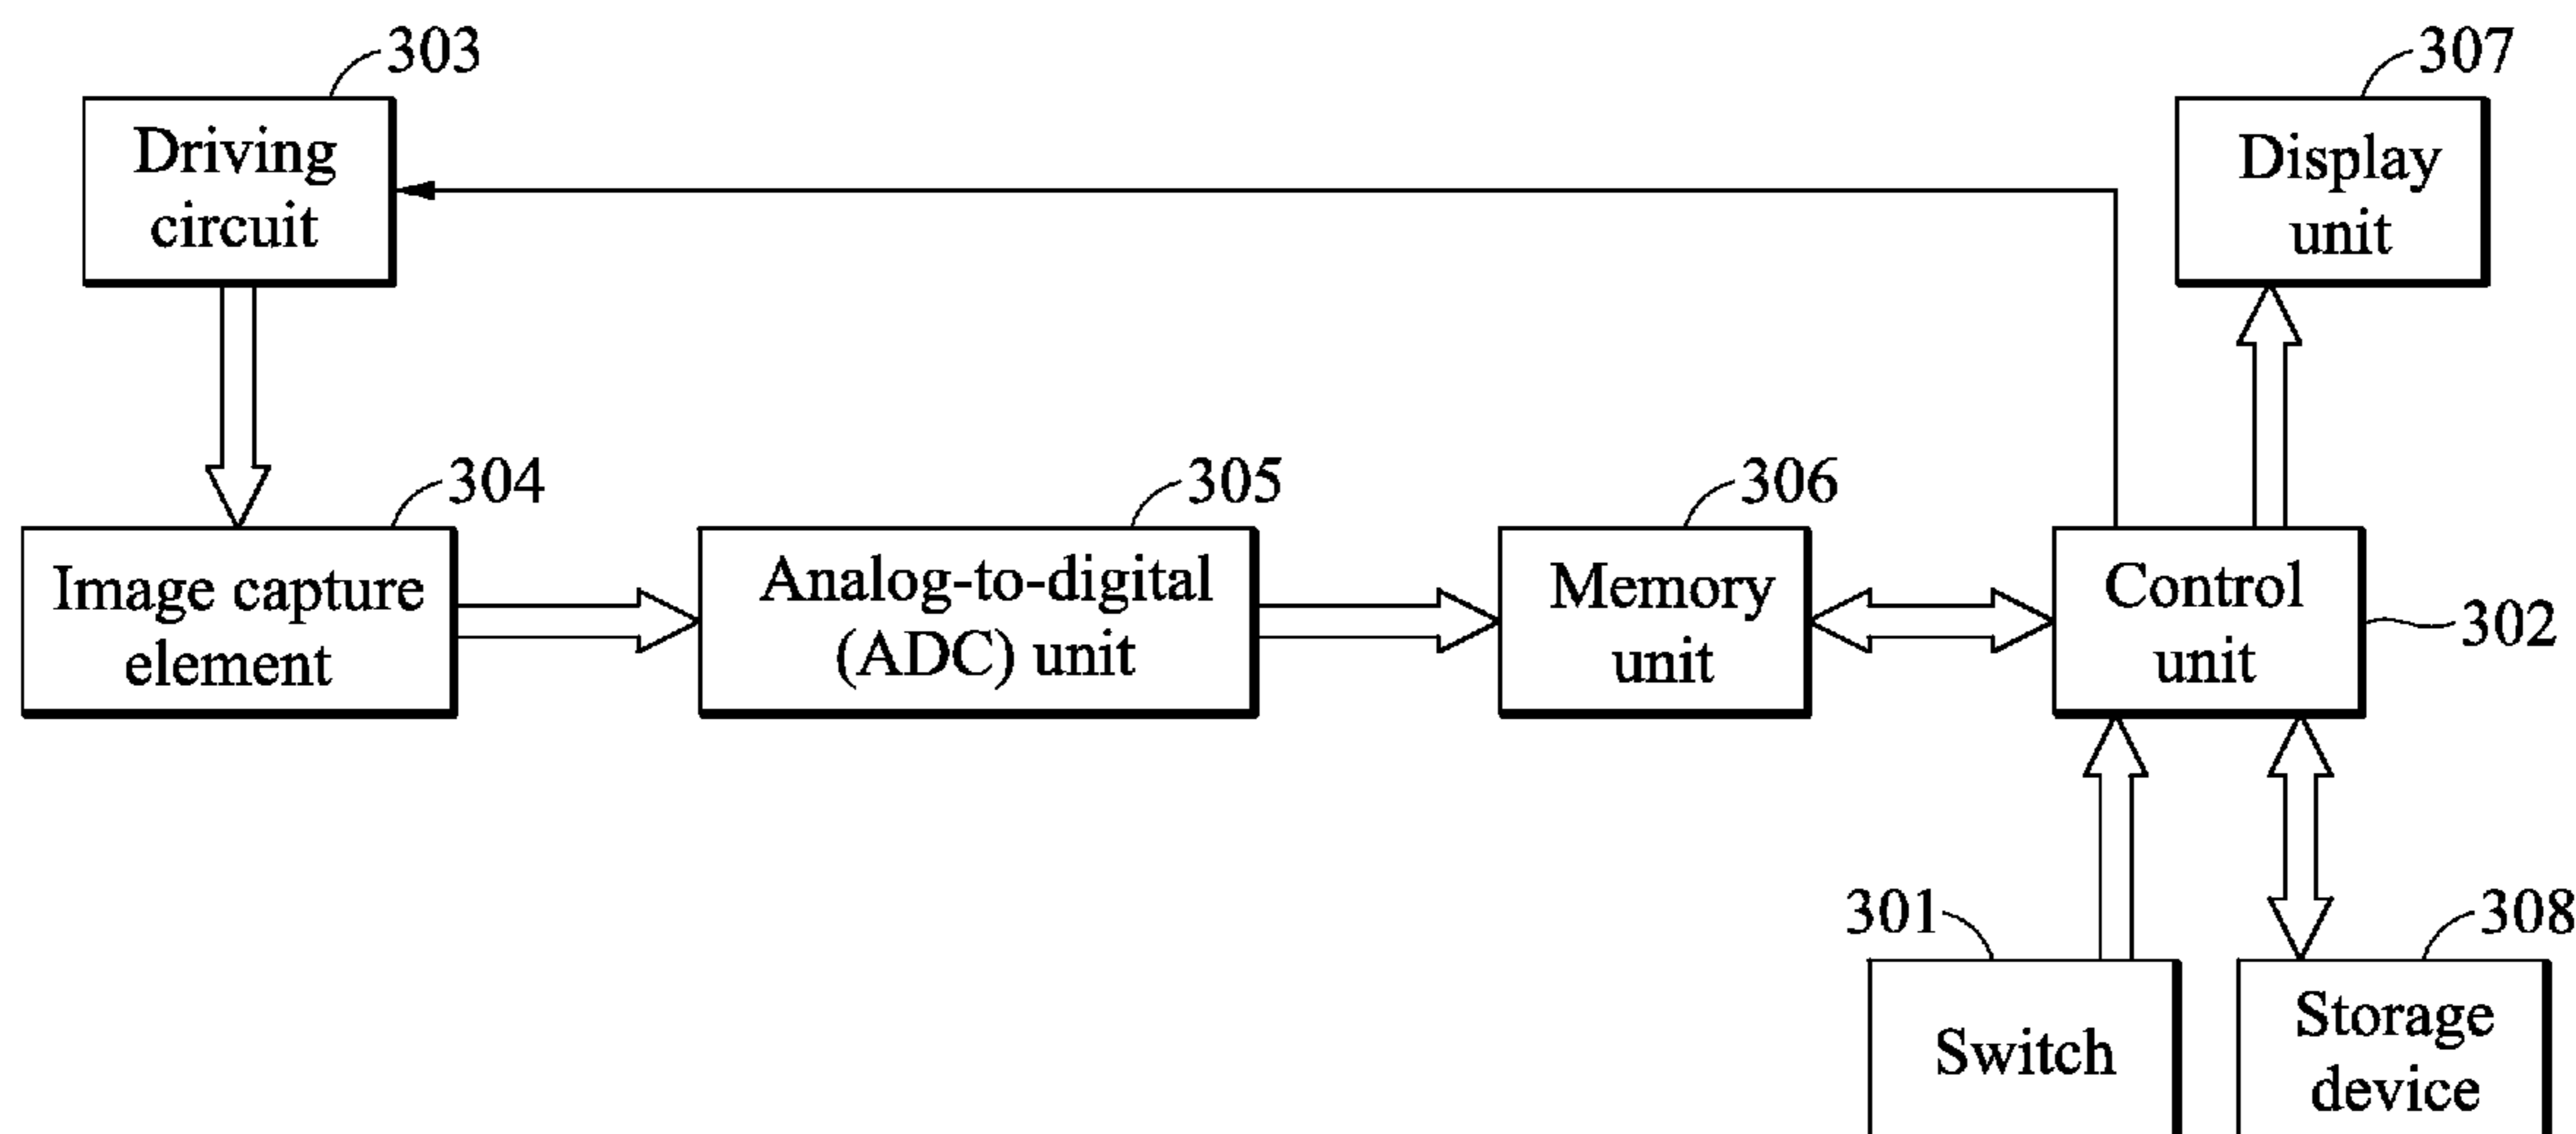 303
307
Driving
circuit
Display
unit
304
305
306
Image capture
element
Analog-to-digital
(ADC) unit
Memory
unit
Control
unit
302
301
308
Switch
Storage
device